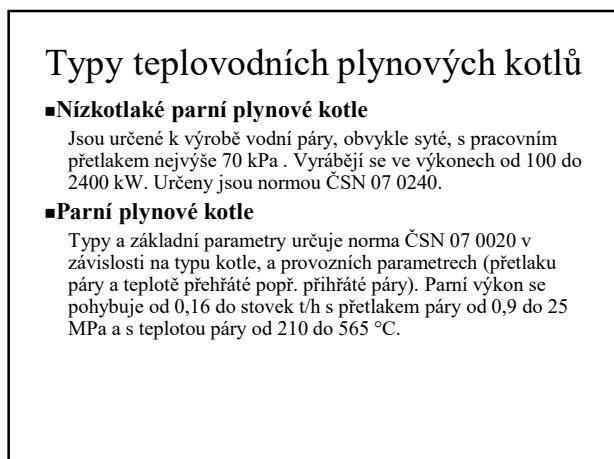 Typy teplovodních plynových kotlů
■Nízkotlaké parní plynové kotle
Jsou určené k výrobě vodní páry, obvykle syté, s pracovním
přetlakem nejvýše 70 kPa . Vyrábějí se ve výkonech od 100 do
2400 kW. Určeny jsou normou ČSN 07 0240.
■Parní plynové kotle
Typy a základní parametry určuje norma ČSN 07 0020 v
závislosti na typu kotle, a provozních parametrech (přetlaku
páry a teplotě přehřáté popř. přihřáté páry). Parní výkon se
pohybuje od 0,16 do stovek t/h s přetlakem páry od 0,9 do 25
MPa a s teplotou páry od 210 do 565 °C.